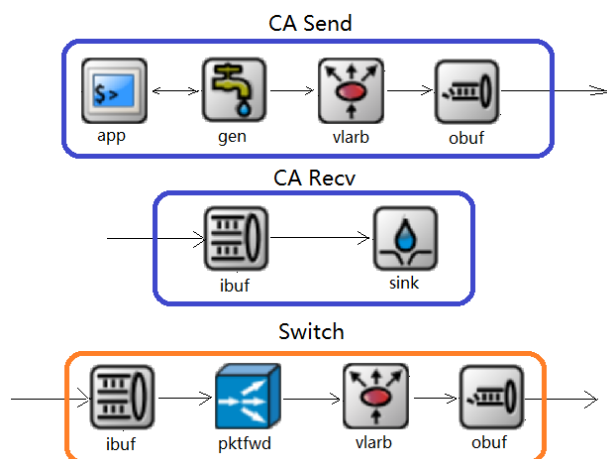 CA Send
$>
app
gen
vlarb
obuf
CA Recv
ibuf
sink
Switch
ibuf
pktfwd
vlarb
obuf